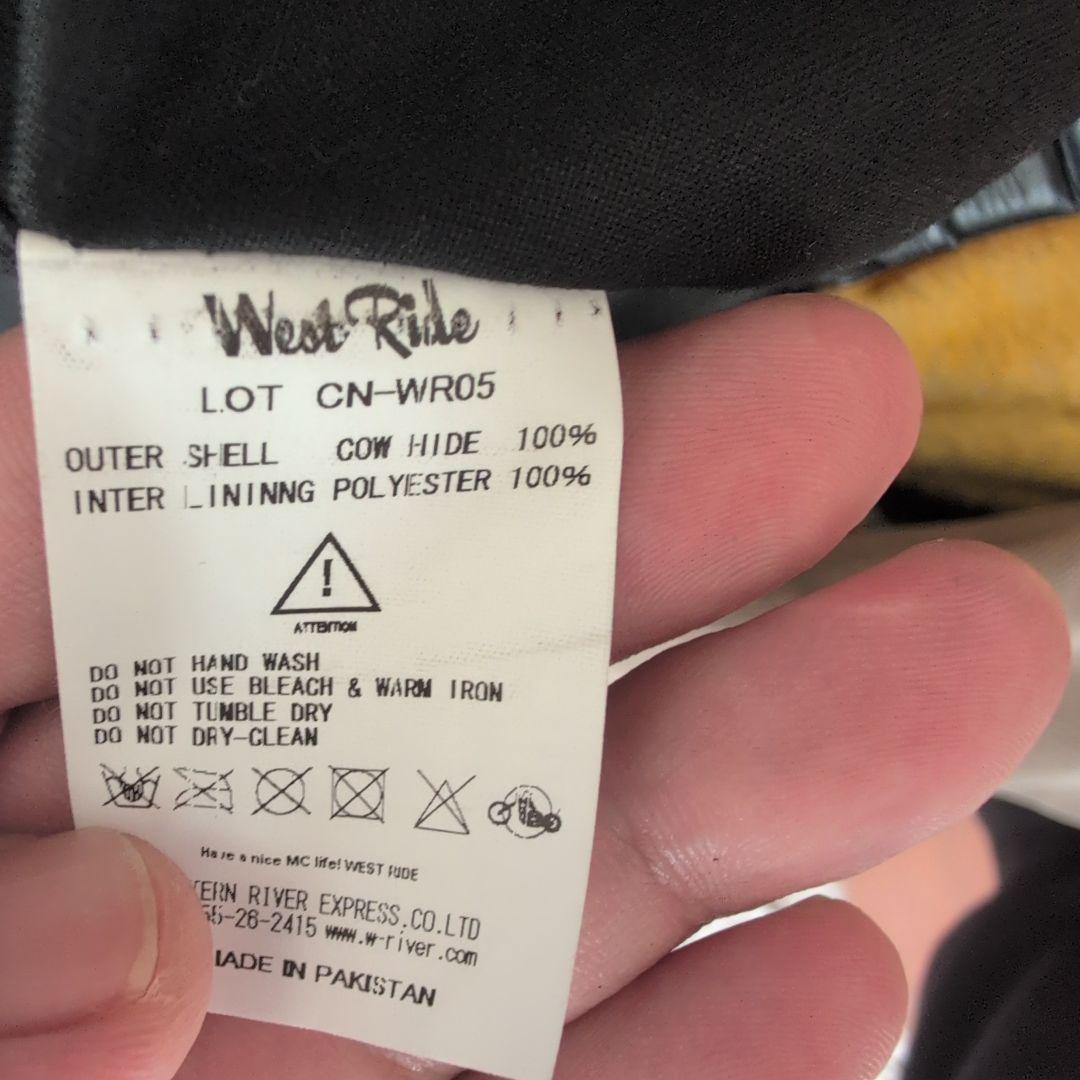 West Ride
LOT CN-WR05
OUTER SHELL COW HIDE 100%
INTER LININNG POLYESTER 100%
!
ATTENTION
DO NOT HAND WASH
DO NOT USE BLEACH & WARM IRON
DO NOT TUMBLE DRY
DO NOT DRY-CLEAN
Have a nice MC life! WEST RIDE
TERN RIVER EXPRESS.CO.LTD
55-26-2415 www.w-river.com
MADE IN PAKISTAN